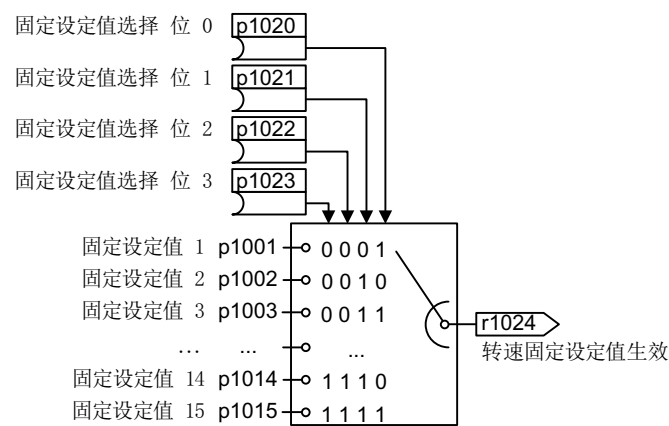 固定设定值选择 位 0 p1020
固定设定值选择 位 1 p1021
固定设定值选择 位 2 p1022
固定设定值选择 位 3 p1023
固定设定值 1 p1001 0 0 0 1
固定设定值 2 p1002 0 0 1 0
固定设定值 3 p1003 0 0 1 1
... ... ...
固定设定值 14 p1014 1 1 1 0
固定设定值 15 p1015 1 1 1 1
r1024
转速固定设定值生效